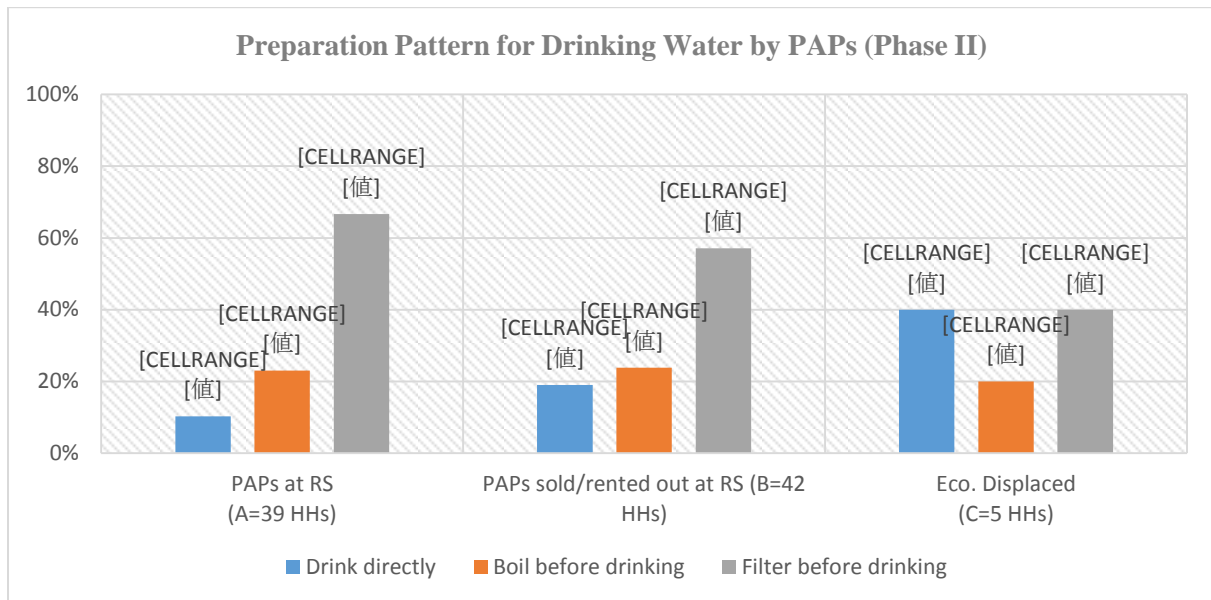 Preparation Pattern for Drinking Water by PAPs (Phase II)
100%
80%
60%
40%
20%
0%
[CELLRANGE]
[値]
[CELLRANGE]
[値]
[CELLRANGE]
[値]
[CELLRANGE]
[値]
[CELLRANGE]
[値]
[CELLRANGE]
[値]
[CELLRANGE]
[値]
[CELLRANGE]
[値]
[CELLRANGE]
[値]
PAPs at RS
(A=39 HHs)
PAPs sold/rented out at RS (B=42
HHs)
Eco. Displaced
(C=5 HHs)
Drink directly
Boil before drinking
Filter before drinking